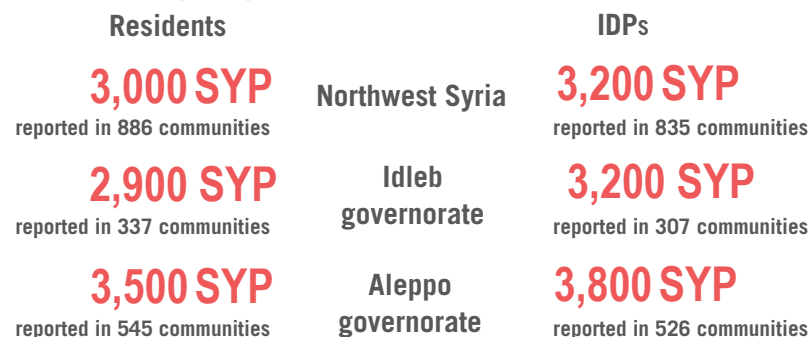 Residents
IDPs
3,000 SYP
Northwest Syria
3,200 SYP
reported in 886 communities
reported in 835 communities
2,900 SYP
Idleb
governorate
3,200 SYP
reported in 337 communities
reported in 307 communities
3,500 SYP
Aleppo
governorate
3,800 SYP
reported in 545 communities
reported in 526 communities